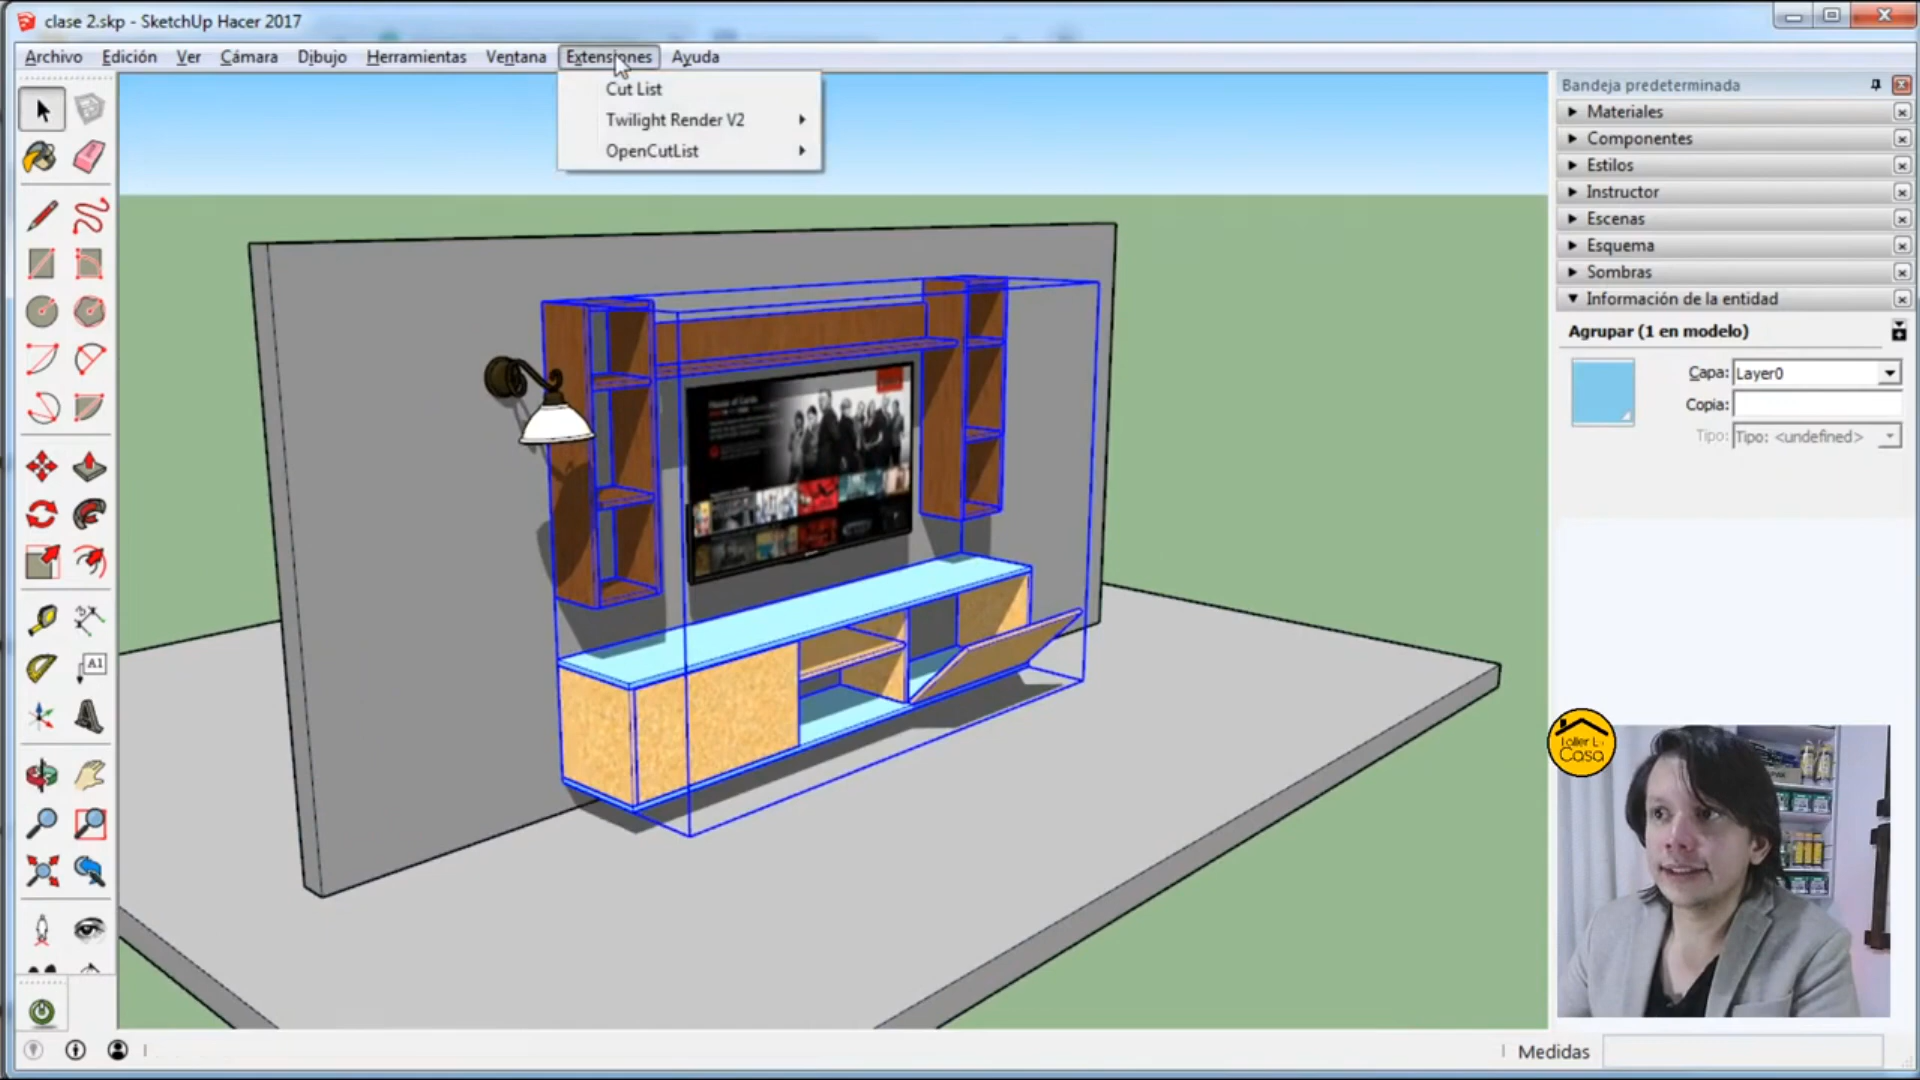 clase 2.skp - SketchUp Hacer 2017
Archivo Edición Ver Cámara Dibujo Herramientas Ventana Extensiones Ayuda
Cut List
Twilight Render V2
OpenCutList
Bandeja predeterminada
Materiales
Componentes
Estilos
Instructor
Escenas
Esquema
Sombras
Información de la entidad
Agrupar (1 en modelo)
Capa: Layer0
Copia:
Tipo: Tipo: <undefined>
A1
Casa
Medidas